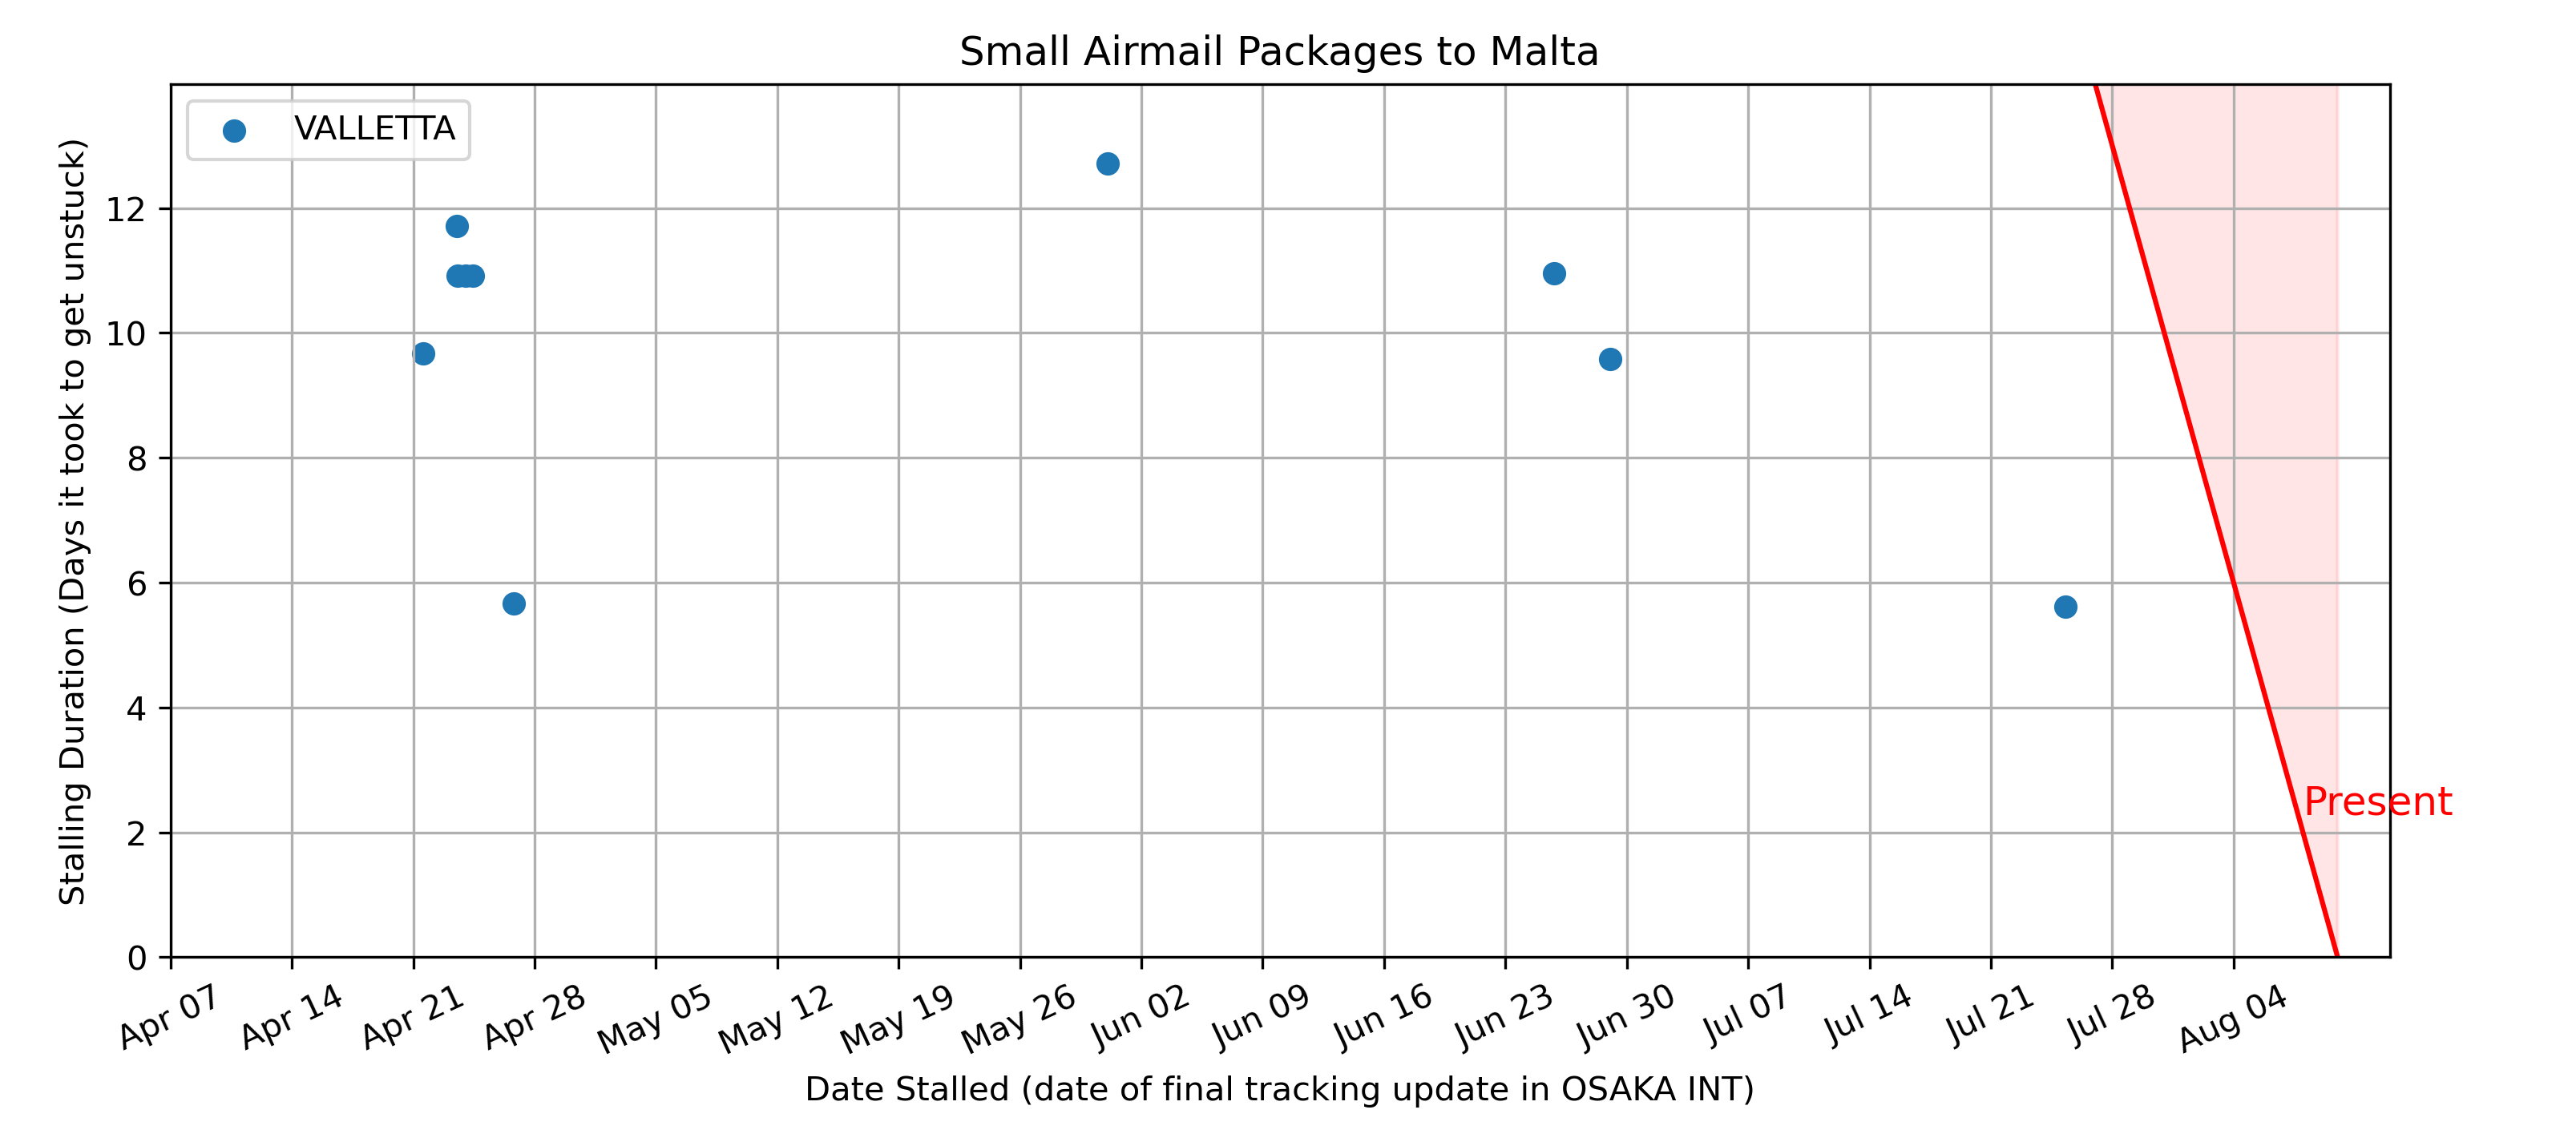 Small Airmail Packages to Malta
VALLETTA
Stalling Duration (Days it took to get unstuck)
12
10
8
6
4
2
0
Present
Apr 07
Apr 14
Apr 21
Apr 28
May 05
May 12
May 19
May 26
Jun 02
Jun 09
Jun 16
Jun 23
Jun 30
Jul 07
Jul 14
Jul 21
Jul 28
Aug 04
Date Stalled (date of final tracking update in OSAKA INT)